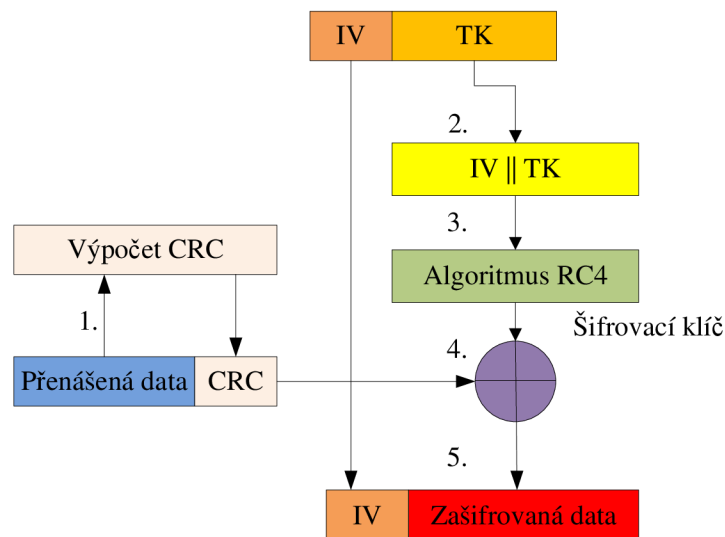 IV TK
2.
IV || TK
3.
Výpočet CRC
Algoritmus RC4
1.
Šifrovací klíč
4.
Přenášená data CRC
5.
IV Zašifrovaná data